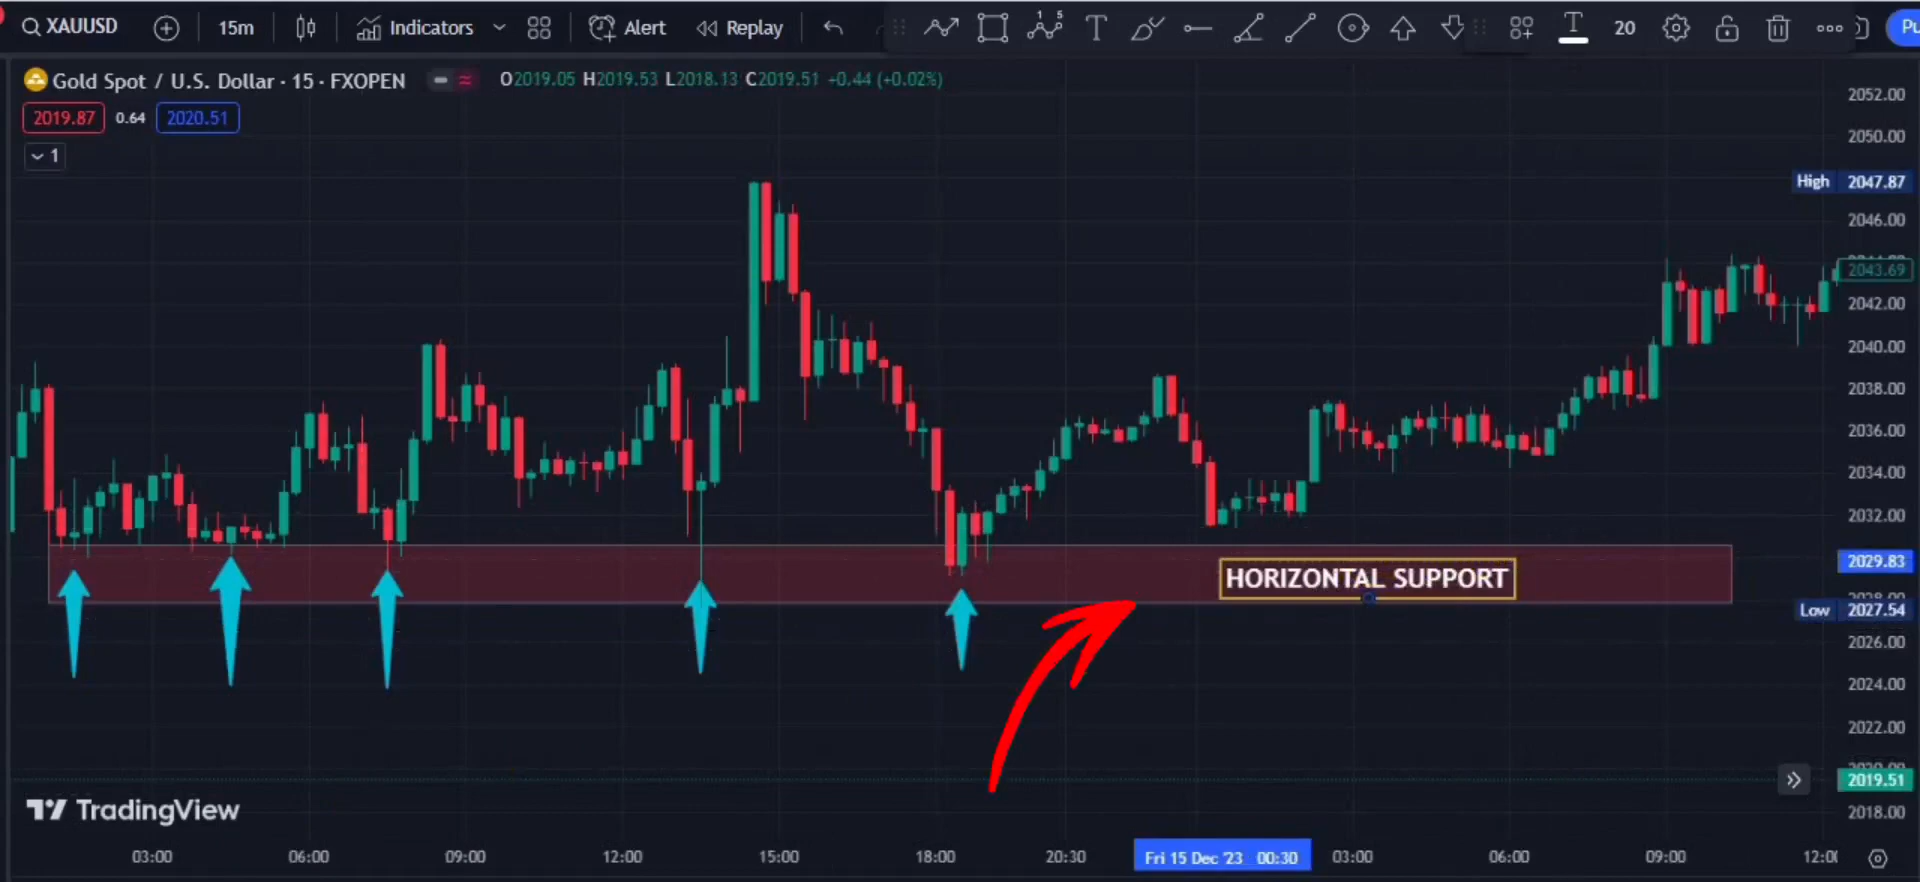 XAUUSD 15m Indicators Alert Replay 1 5 T T 20 Pu
Gold Spot / U.S. Dollar · 15 · FXOPEN O2019.05 H2019.53 L2018.13 C2019.51 +0.44 (+0.02%)
2019.87 0.64 2020.51
1
2052.00
2050.00
High 2047.87
2046.00
2043.69
2042.00
2040.00
2038.00
2036.00
2034.00
2032.00
2029.83
HORIZONTAL SUPPORT
Low 2027.54
2026.00
2024.00
2022.00
2019.51
TradingView
2018.00
03:00 06:00 09:00 12:00 15:00 18:00 20:30 Fri 15 Dec '23 00:30 03:00 06:00 09:00 12:0